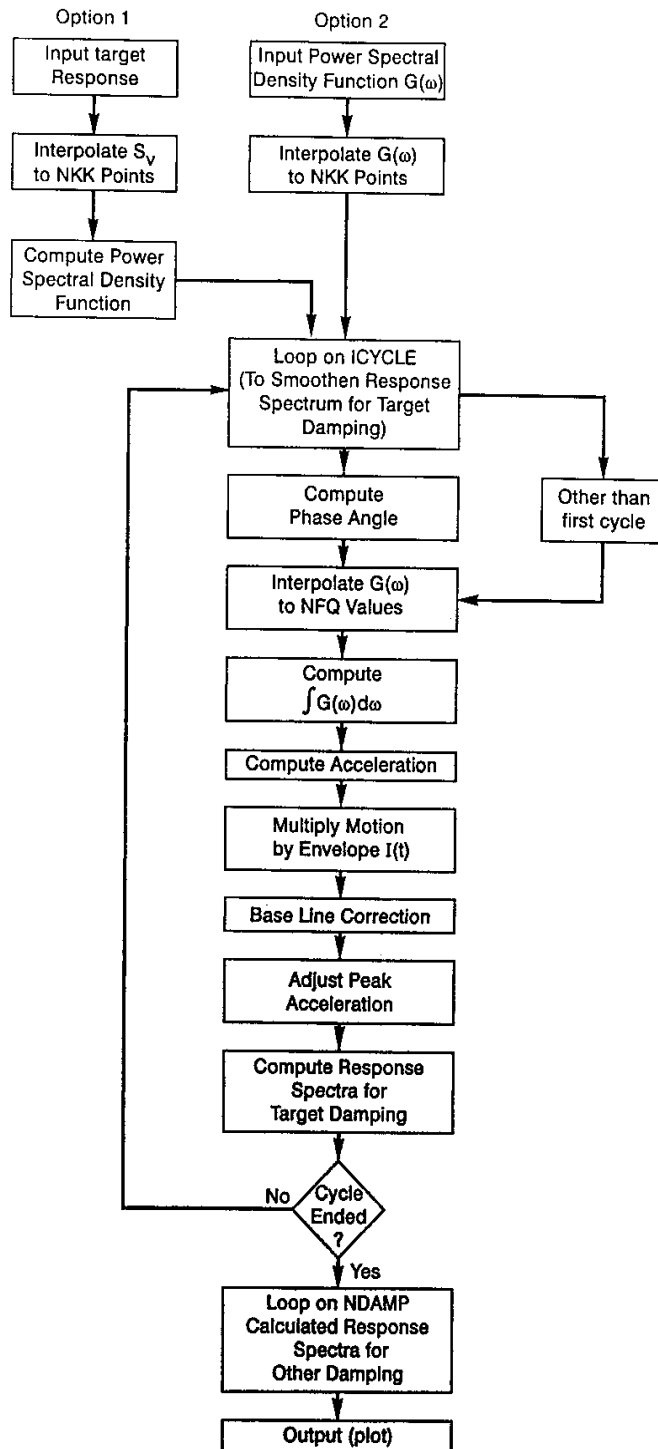 Option 1
Option 2
Input target
Response
Input Power Spectral
Density Function G(ω)
Interpolate Sv
to NKK Points
Interpolate G(ω)
to NKK Points
Compute Power
Spectral Density
Function
Loop on ICYCLE
(To Smoothen Response
Spectrum for Target
Damping)
Compute
Phase Angle
Other than
first cycle
Interpolate G(ω)
to NFQ Values
Compute
∫G(ω)dω
Compute Acceleration
Multiply Motion
by Envelope I(t)
Base Line Correction
Adjust Peak
Acceleration
Compute Response
Spectra for
Target Damping
No
Cycle
Ended
?
Yes
Loop on NDAMP
Calculated Response
Spectra for
Other Damping
Output (plot)